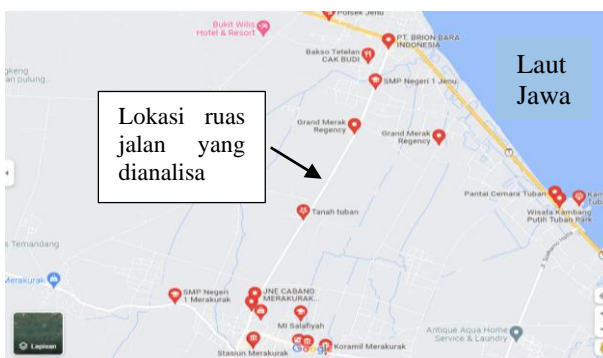 Polsek Jenu
Bukit Wilis
Hotel & Resort
PT. BRION BARA
INDONESIA
Bakso Tetelan
CAK BUDI
Laut
Jawa
SMP Negeri 1 Jenu
Lokasi ruas
jalan yang
dianalisa
Grand Merak
Regency
Grand Merak
Regency
Pantai Cemara Tuban
Wisata Kambang
Putih Tuban Park
Tanah tuban
Temandang
Merakurak
SMP Negeri
1 Merakurak
JNE CABANG
MERAKURAK...
MI Salafiyah
Antique Aqua Home
Service & Laundry
Lapisan
Google
Stasiun Merakurak
Koramil Merakurak